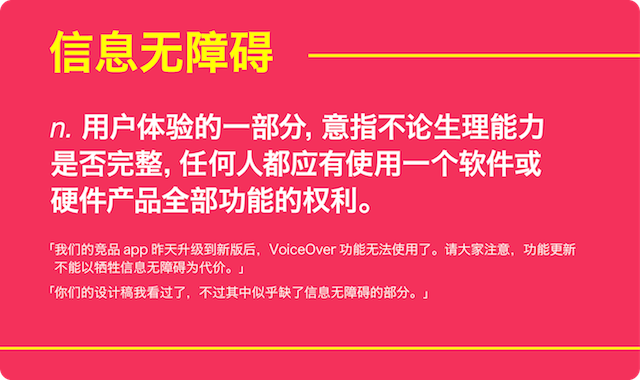 信息无障碍
n. 用户体验的一部分, 意指不论生理能力
是否完整, 任何人都应有使用一个软件或
硬件产品全部功能的权利。
「我们的竞品 app 昨天升级到新版后，VoiceOver 功能无法使用了。请大家注意，功能更新
不能以牺牲信息无障碍为代价。」
「你们的设计稿我看过了，不过其中似乎缺了信息无障碍的部分。」